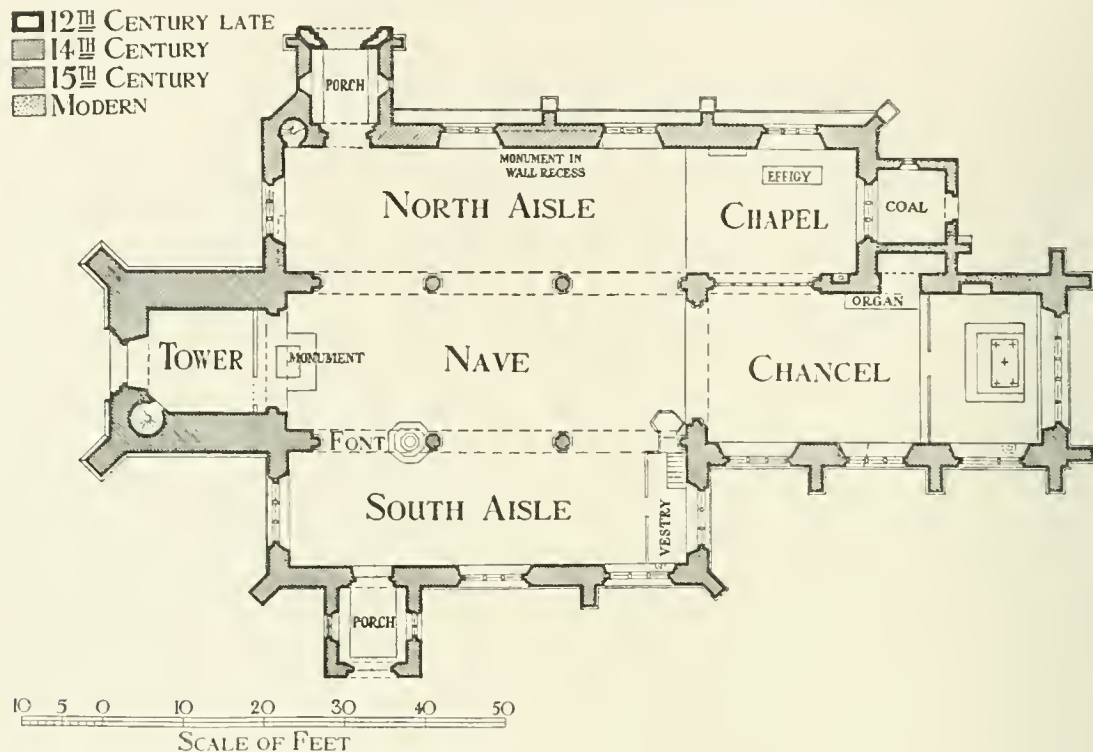 12TH CENTURY LATE
14TH CENTURY
15TH CENTURY
MODERN
PORCH
MONUMENT IN
WALL RECESS
EFFIGY
NORTH AISLE
CHAPEL
COAL
ORGAN
TOWER
MONUMENT
NAVE
CHANCEL
FONT
SOUTH AISLE
VESTRY
PORCH
10 5 0 10 20 30 40 50
SCALE OF FEET